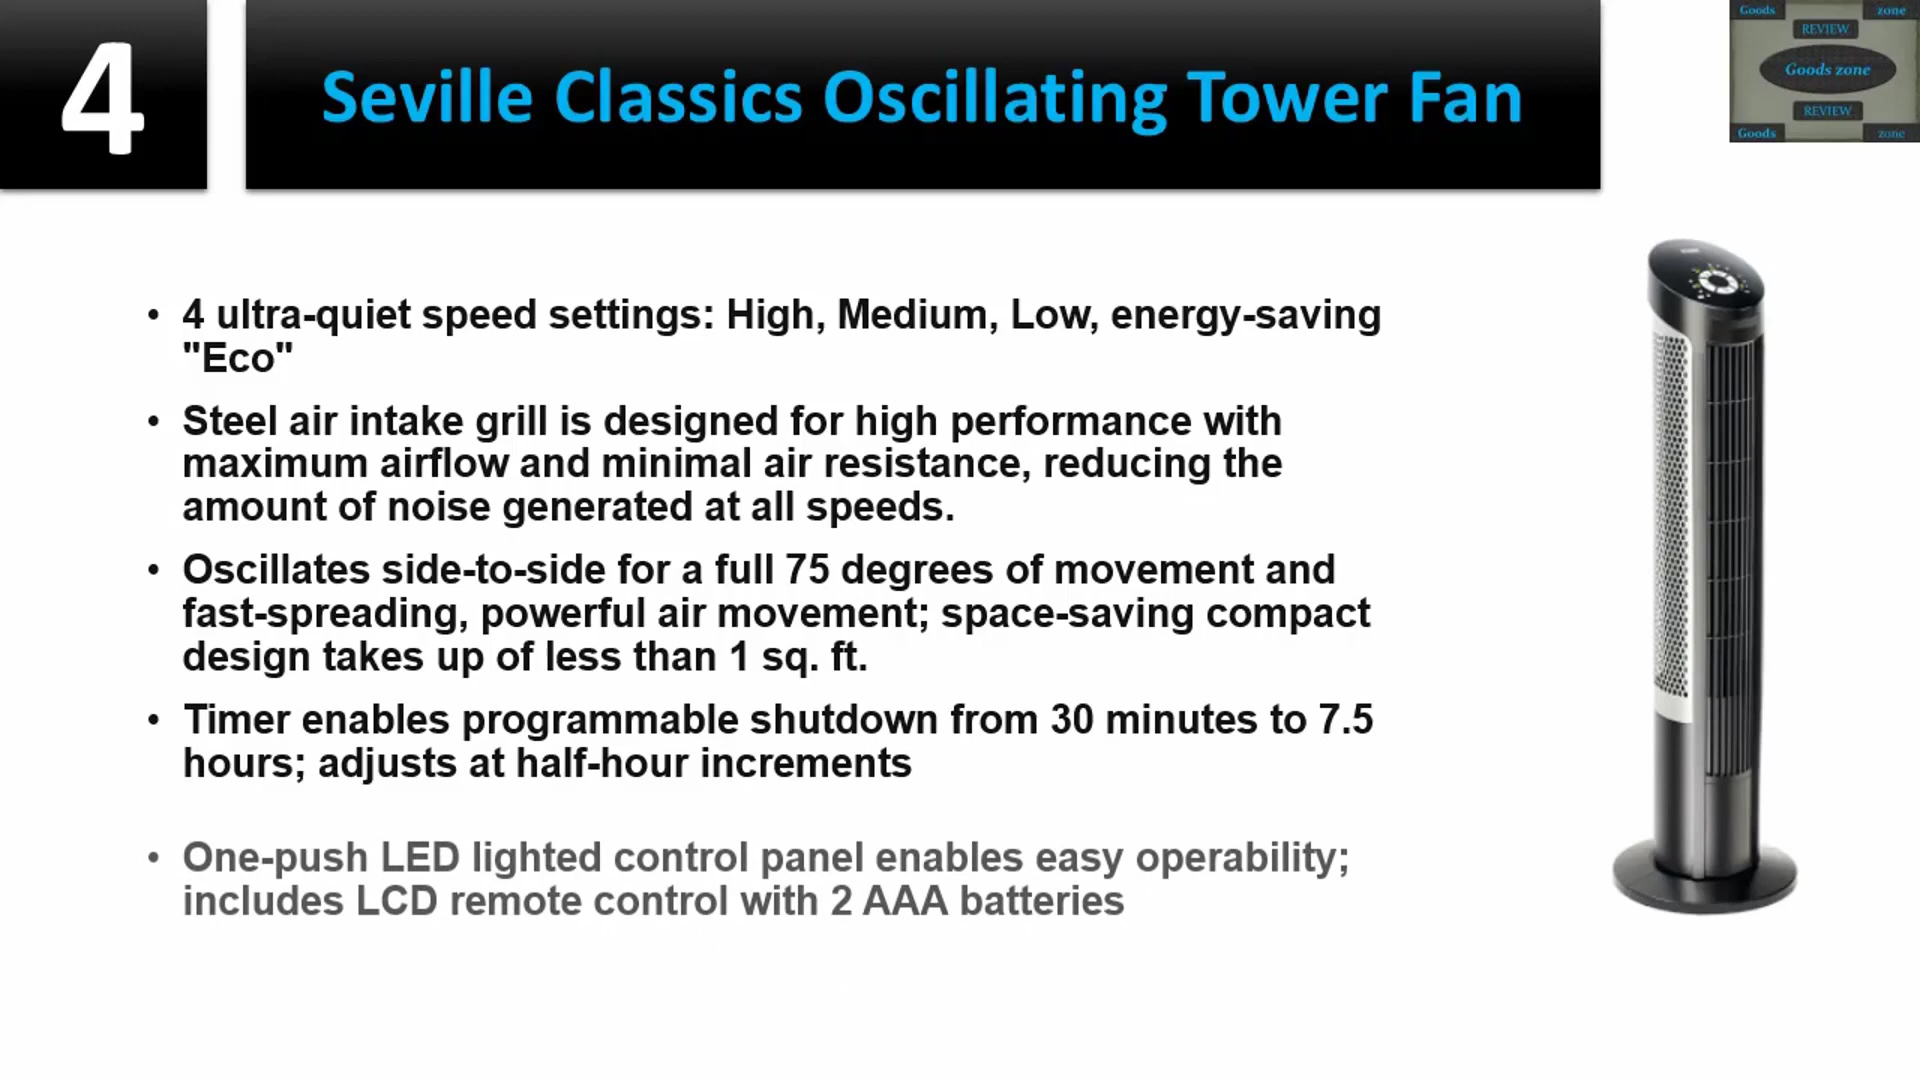 4
Seville Classics Oscillating Tower Fan
Goods zone
REVIEW
Goods zone
REVIEW
Goods zone
• 4 ultra-quiet speed settings: High, Medium, Low, energy-saving
"Eco"
• Steel air intake grill is designed for high performance with
maximum airflow and minimal air resistance, reducing the
amount of noise generated at all speeds.
• Oscillates side-to-side for a full 75 degrees of movement and
fast-spreading, powerful air movement; space-saving compact
design takes up of less than 1 sq. ft.
• Timer enables programmable shutdown from 30 minutes to 7.5
hours; adjusts at half-hour increments
• One-push LED lighted control panel enables easy operability;
includes LCD remote control with 2 AAA batteries